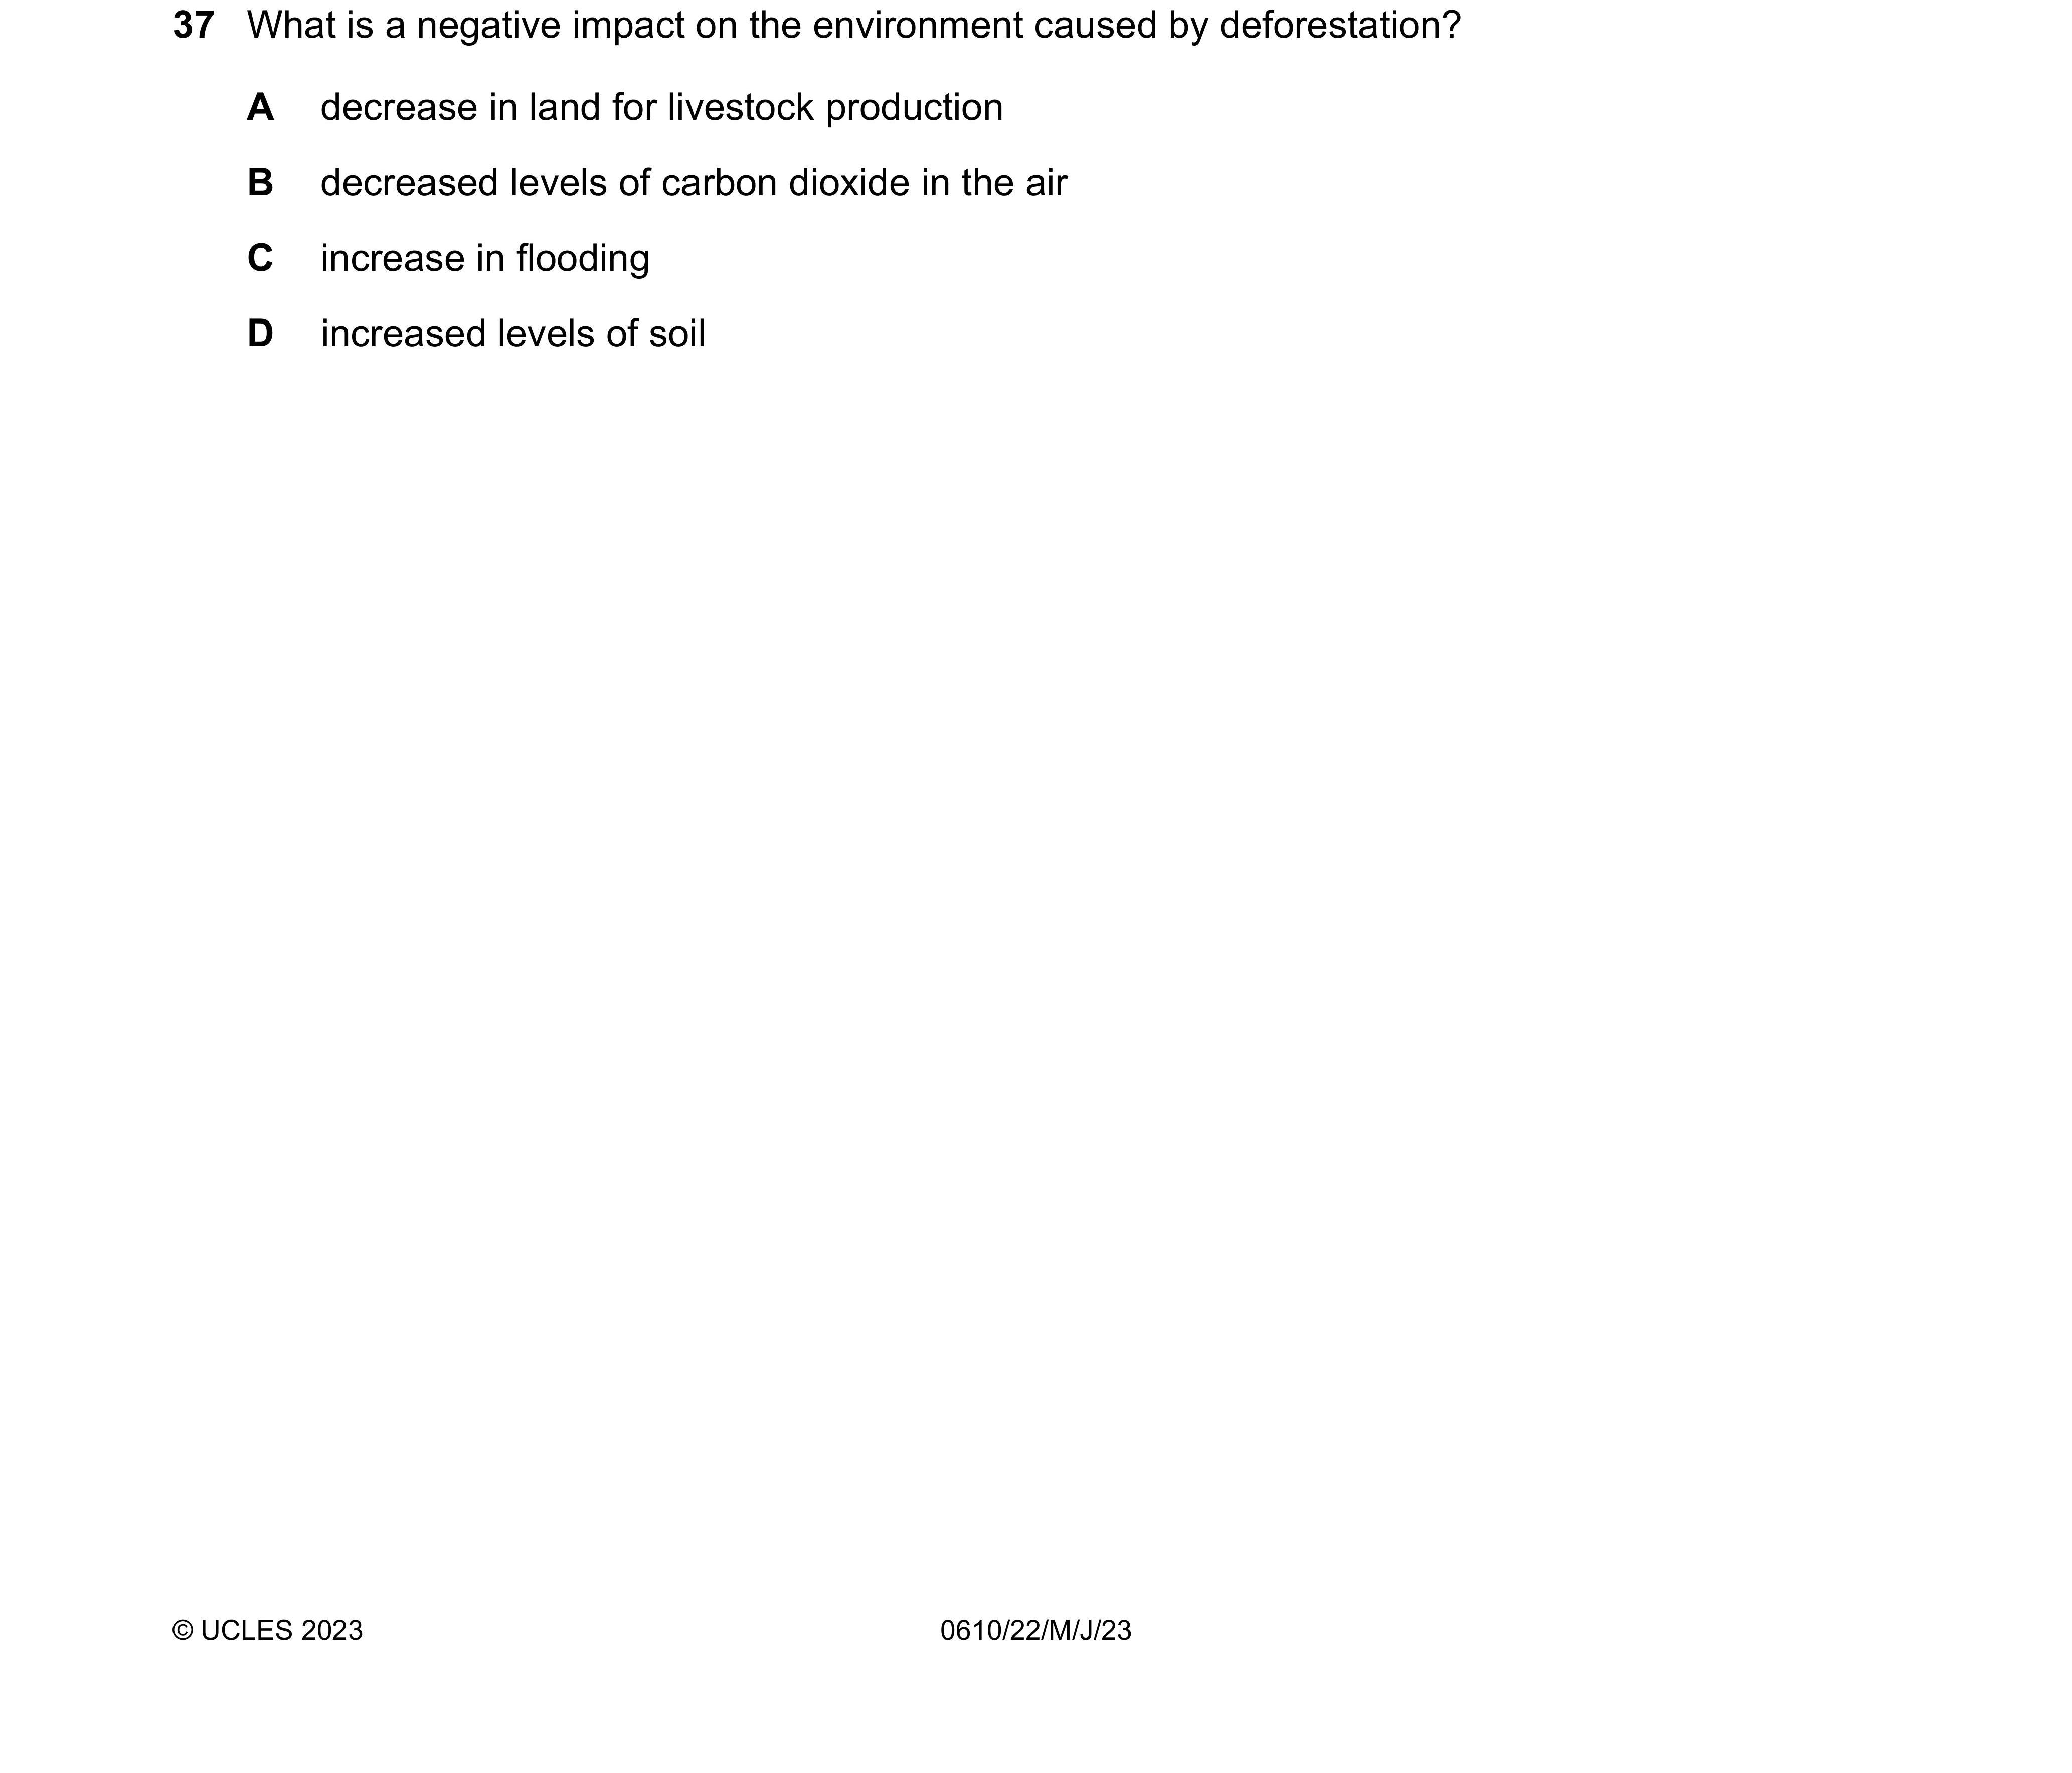 37 What is a negative impact on the environment caused by deforestation?
A decrease in land for livestock production
B decreased levels of carbon dioxide in the air
C increase in flooding
D increased levels of soil
© UCLES 2023 0610/22/M/J/23